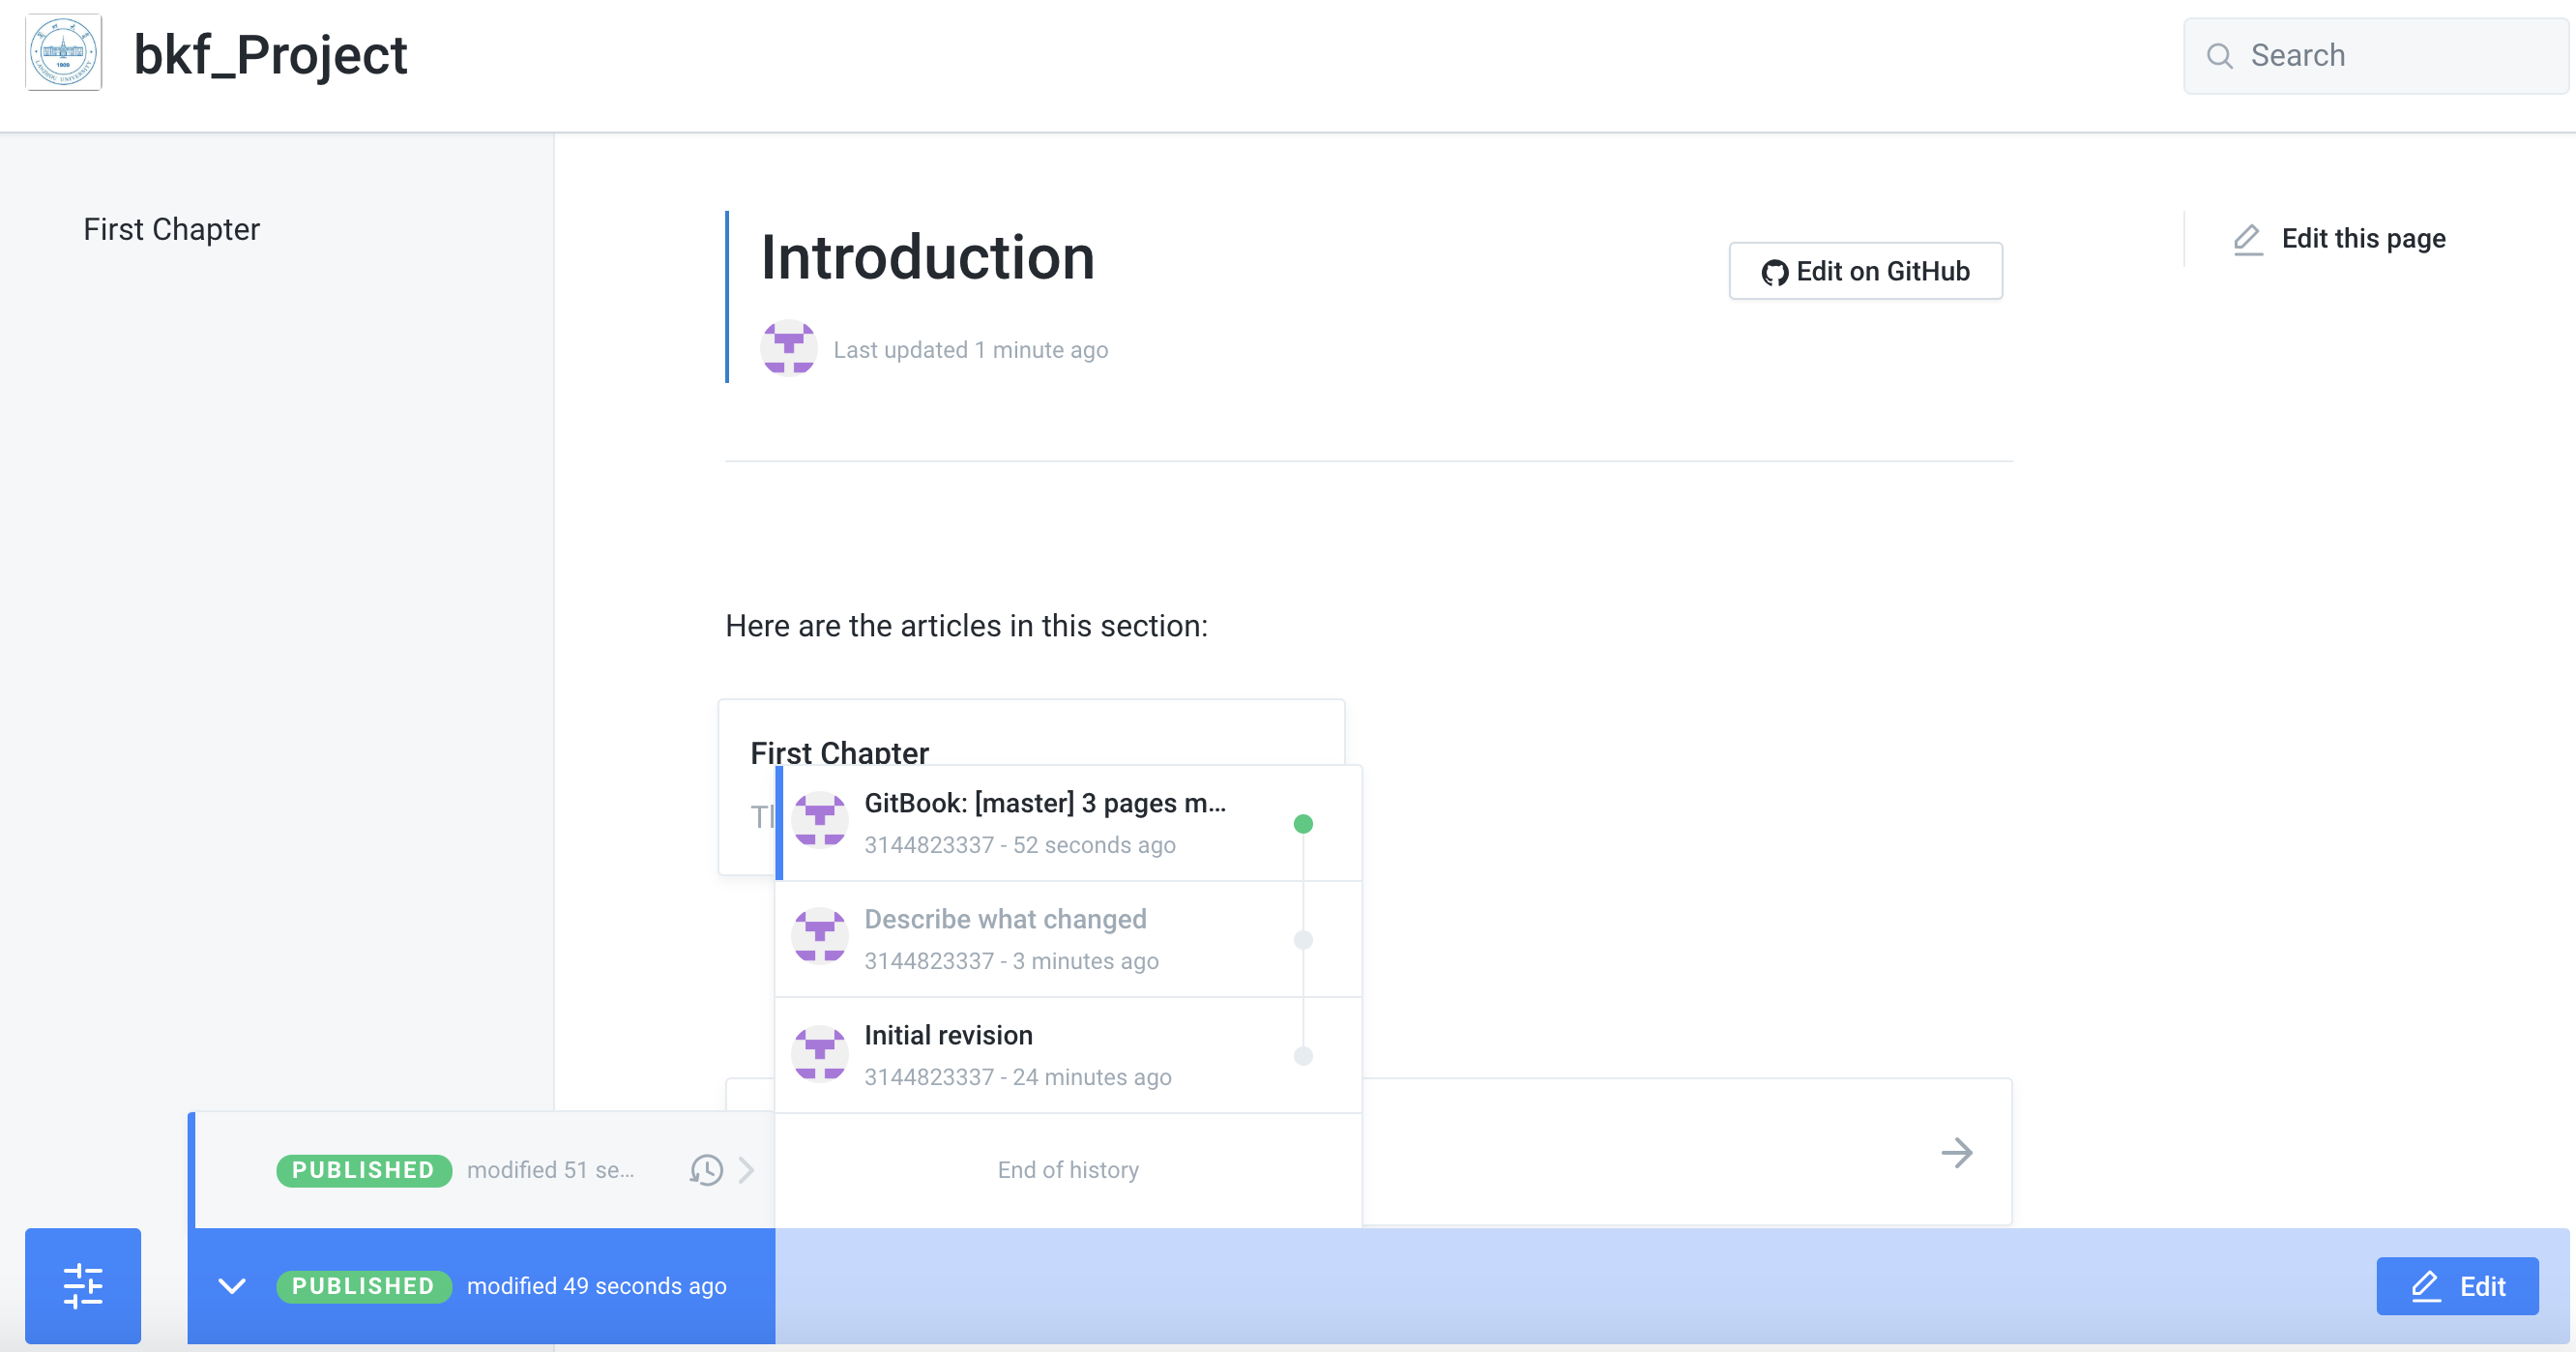 bkf_Project
Search
First Chapter
Introduction
Edit on GitHub
Edit this page
Last updated 1 minute ago
Here are the articles in this section:
First Chapter
GitBook: [master] 3 pages m...
3144823337 - 52 seconds ago
Describe what changed
3144823337 - 3 minutes ago
Initial revision
3144823337 - 24 minutes ago
End of history
PUBLISHED modified 51 se...
PUBLISHED modified 49 seconds ago
Edit